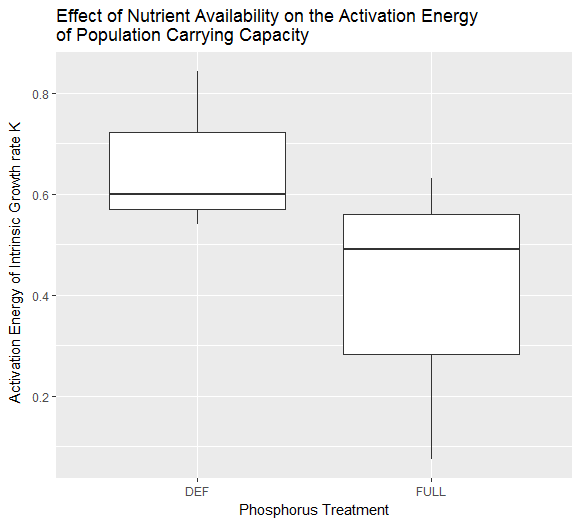 Effect of Nutrient Availability on the Activation Energy
of Population Carrying Capacity
Activation Energy of Intrinsic Growth rate K
0.8
0.6
0.4
0.2
DEF
FULL
Phosphorus Treatment